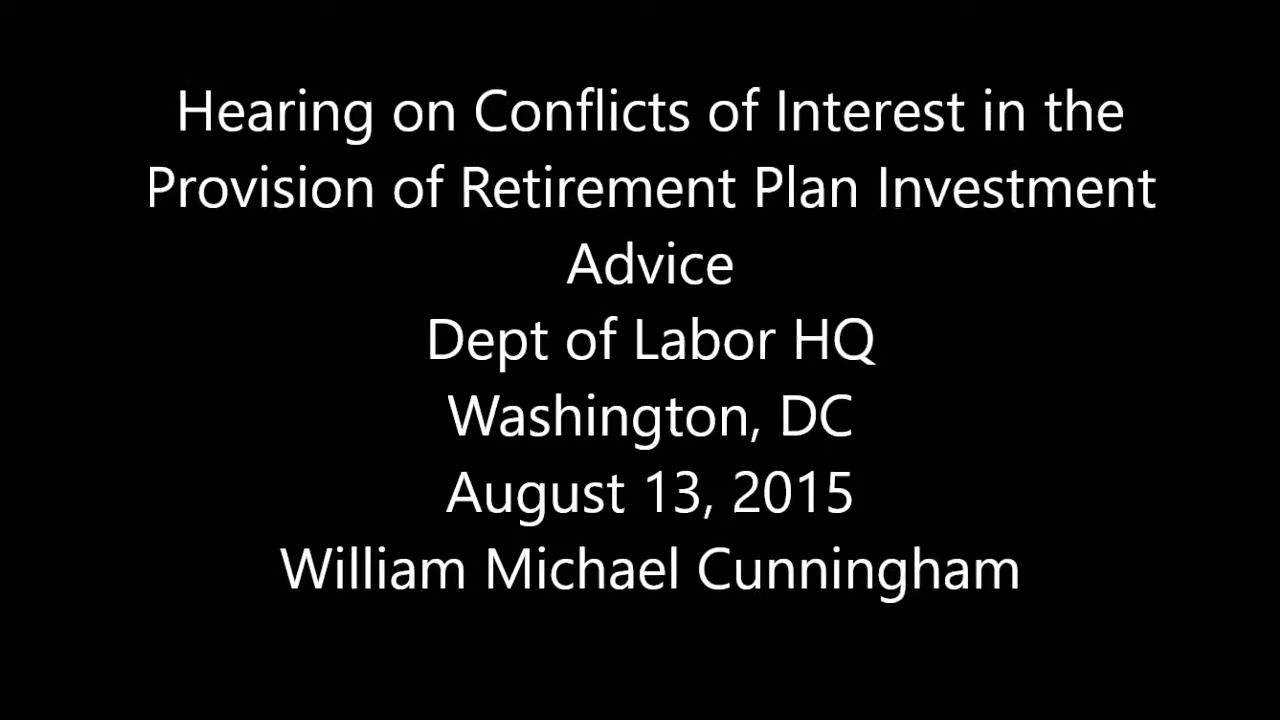 Hearing on Conflicts of Interest in the
Provision of Retirement Plan Investment
Advice
Dept of Labor HQ
Washington, DC
August 13, 2015
William Michael Cunningham